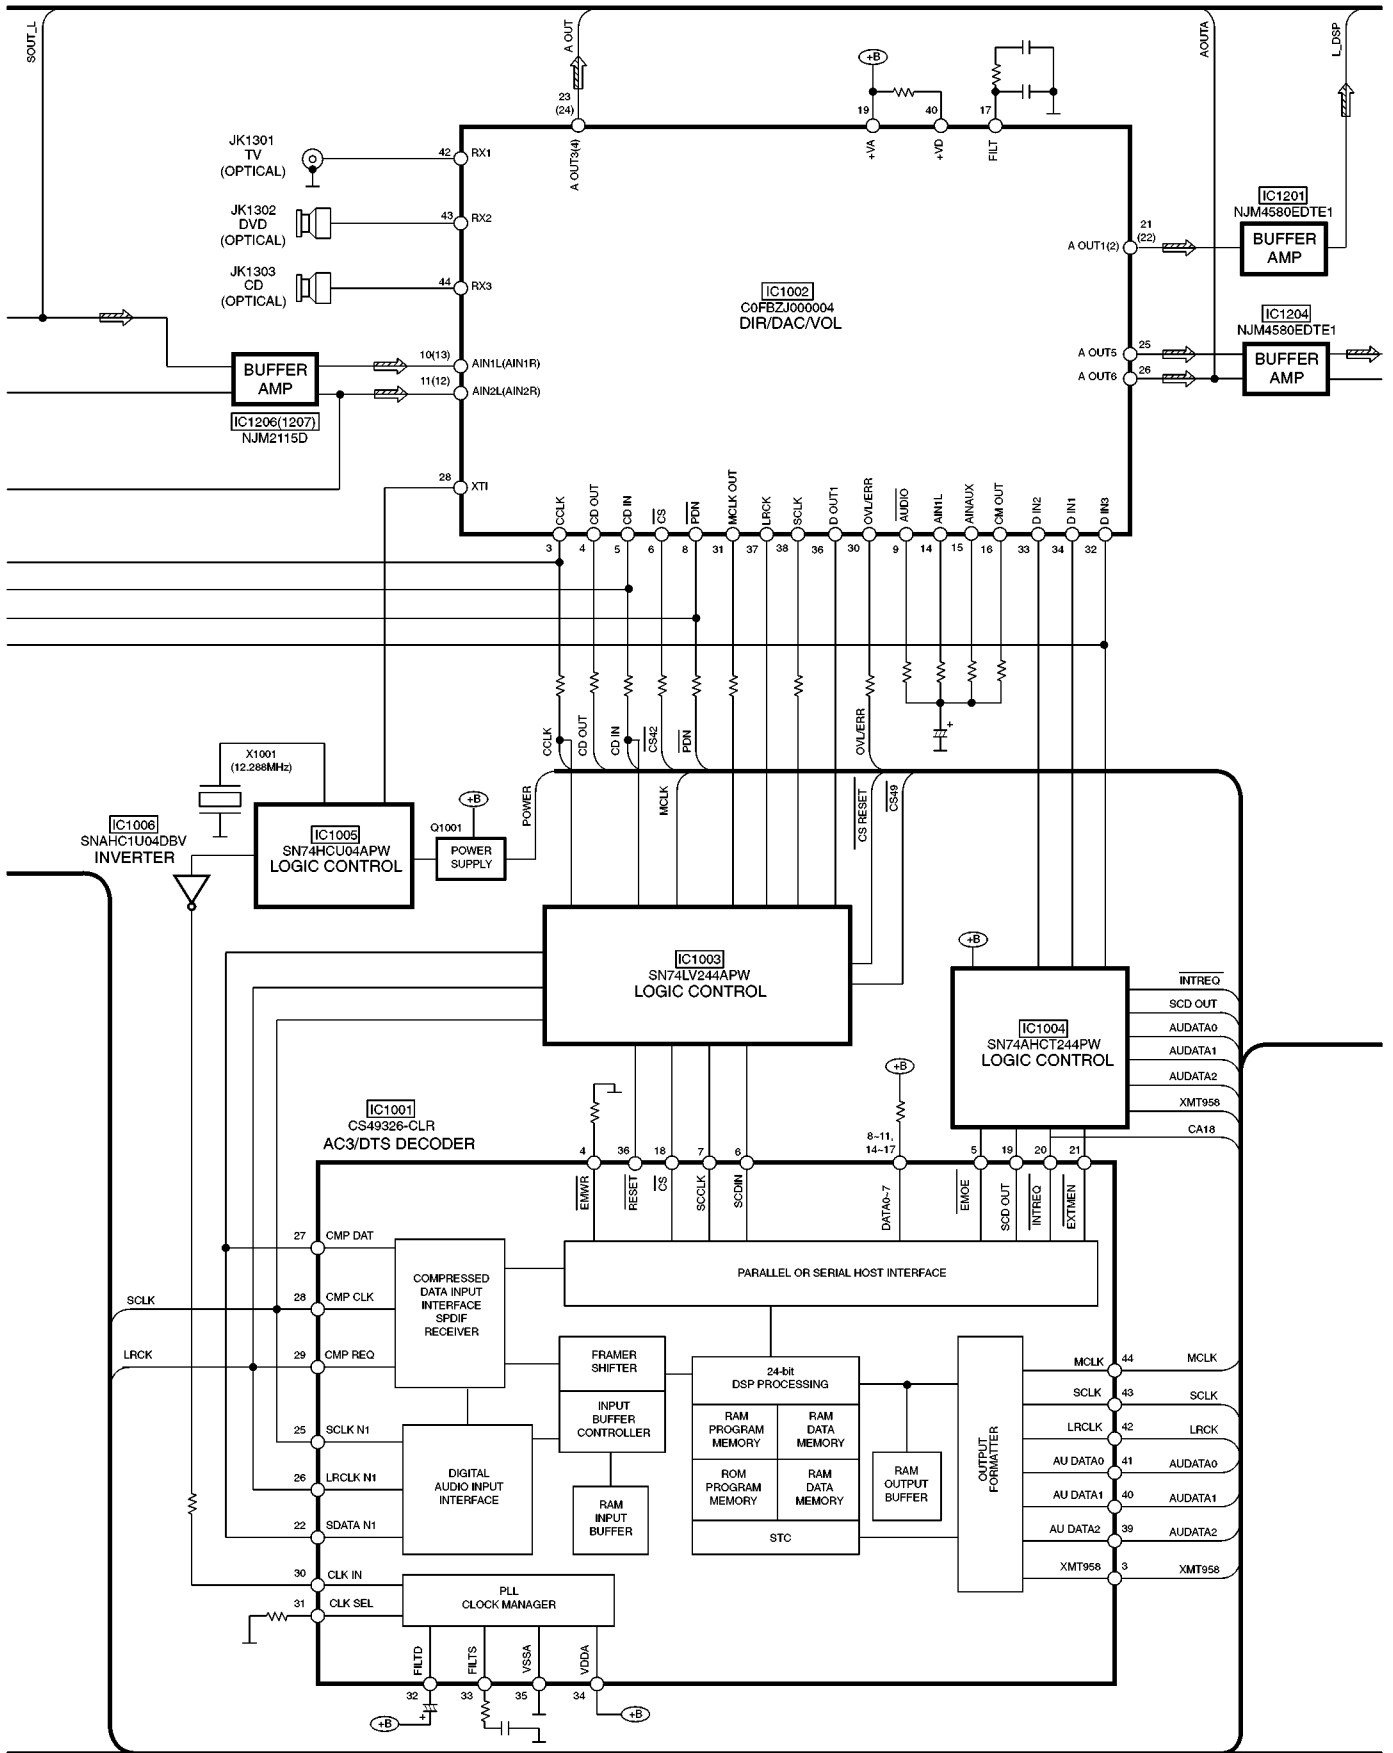 SOUT_L
A OUT
AOUTA
L_DSP
+B
23
(24)
19
40
17
A OUT3(4)
+VA
+VD
FILT
JK1301
TV
(OPTICAL)
42
RX1
JK1302
DVD
(OPTICAL)
43
RX2
JK1303
CD
(OPTICAL)
44
RX3
IC1002
C0FBZJ000004
DIR/DAC/VOL
A OUT1(2)
21
(22)
IC1201
NJM4580EDTE1
BUFFER
AMP
IC1204
NJM4580EDTE1
A OUT5
25
A OUT6
26
BUFFER
AMP
BUFFER
AMP
IC1206(1207)
NJM2115D
10(13)
AIN1L(AIN1R)
11(12)
AIN2L(AIN2R)
28
XTI
CCLK
CD OUT
CD IN
CS
PDN
MCLK OUT
LRCK
SCLK
D OUT1
OVL/ERR
AUDIO
AIN1L
AINAUX
CM OUT
D IN2
D IN1
D IN3
3
4
5
6
8
31
37
38
36
30
9
14
15
16
33
34
32
+
CCLK
CD OUT
CD IN
CS42
PDN
OVL/ERR
X1001
(12.288MHz)
POWER
MCLK
CS RESET
CS49
IC1006
SNAHC1U04DBV
INVERTER
IC1005
SN74HCU04APW
LOGIC CONTROL
+B
Q1001
POWER
SUPPLY
IC1003
SN74LV244APW
LOGIC CONTROL
+B
IC1004
SN74AHCT244PW
LOGIC CONTROL
INTREQ
SCD OUT
AUDATA0
AUDATA1
AUDATA2
XMT958
CA18
+B
IC1001
CS49326-CLR
AC3/DTS DECODER
4
36
18
7
6
8~11,
14~17
5
19
20
21
EMWR
RESET
CS
SCCLK
SCDIN
DATA0~7
EMOE
SCD OUT
INTREQ
EXTMEN
27
CMP DAT
28
CMP CLK
29
CMP REQ
SCLK
LRCK
COMPRESSED
DATA INPUT
INTERFACE
SPDIF
RECEIVER
PARALLEL OR SERIAL HOST INTERFACE
FRAMER
SHIFTER
INPUT
BUFFER
CONTROLLER
RAM
INPUT
BUFFER
24-bit
DSP PROCESSING
RAM
PROGRAM
MEMORY
RAM
DATA
MEMORY
ROM
PROGRAM
MEMORY
RAM
DATA
MEMORY
STC
RAM
OUTPUT
BUFFER
OUTPUT
FORMATTER
MCLK
44
MCLK
SCLK
43
SCLK
LRCLK
42
LRCK
AU DATA0
41
AUDATA0
AU DATA1
40
AUDATA1
AU DATA2
39
AUDATA2
XMT958
3
XMT958
25
SCLK N1
26
LRCLK N1
22
SDATA N1
DIGITAL
AUDIO INPUT
INTERFACE
30
CLK IN
31
CLK SEL
PLL
CLOCK MANAGER
FILTD
FILTS
VSSA
VDDA
32
33
35
34
+B
+
+B